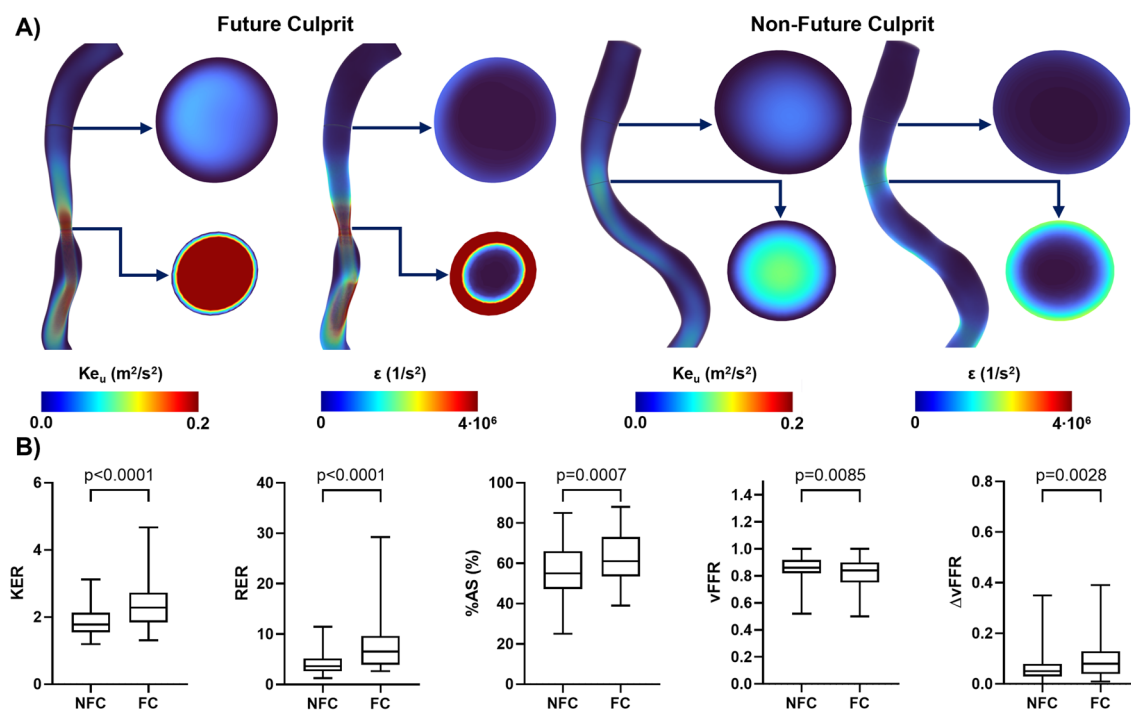 A)
Future Culprit
Non-Future Culprit
Keᵤ (m²/s²)
0.0
0.2
ε (1/s²)
0
4·10⁶
Keᵤ (m²/s²)
0.0
0.2
ε (1/s²)
0
4·10⁶
B)
p<0.0001
KER
6
4
2
0
NFC
FC
p<0.0001
RER
40
30
20
10
0
NFC
FC
p=0.0007
%AS (%)
100
80
60
40
20
0
NFC
FC
p=0.0085
vFFR
1.4
1.2
1.0
0.8
0.6
0.4
0.2
0.0
NFC
FC
p=0.0028
ΔvFFR
0.8
0.6
0.4
0.2
0.0
NFC
FC